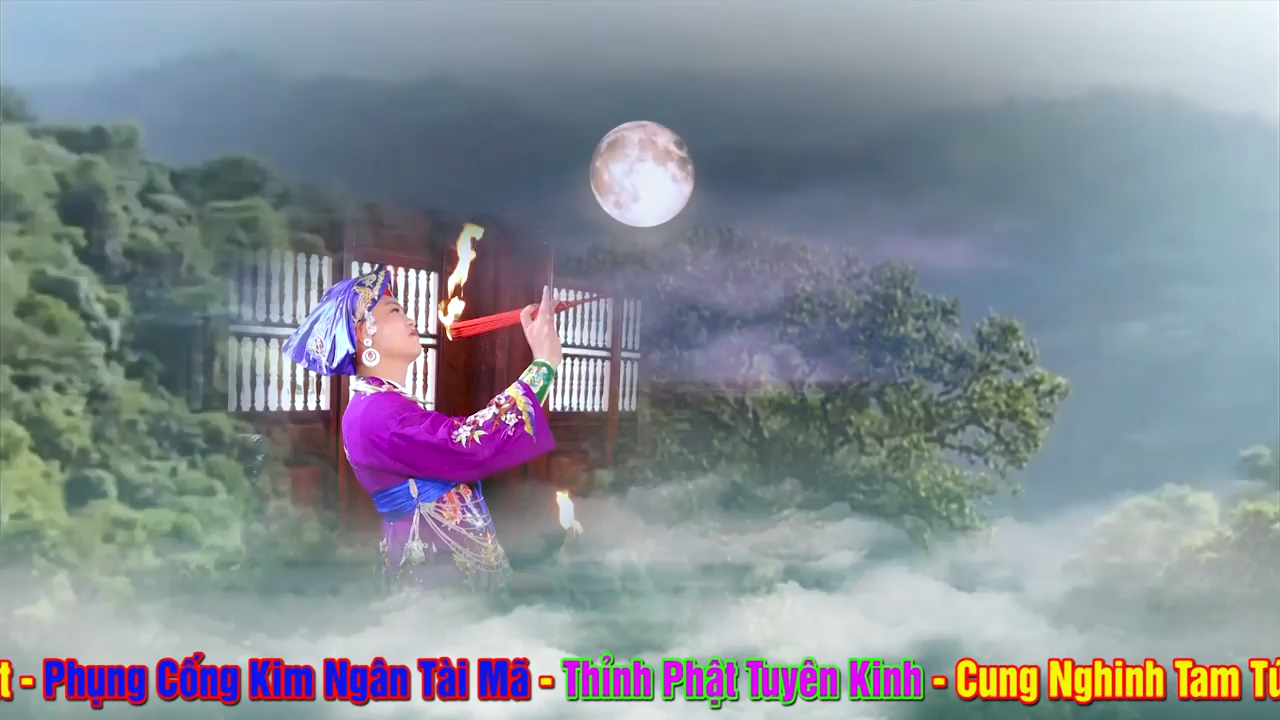 - Phụng Cống Kim Ngân Tài Mã - Thỉnh Phật Tuyên Kinh - Cung Nghinh Tam